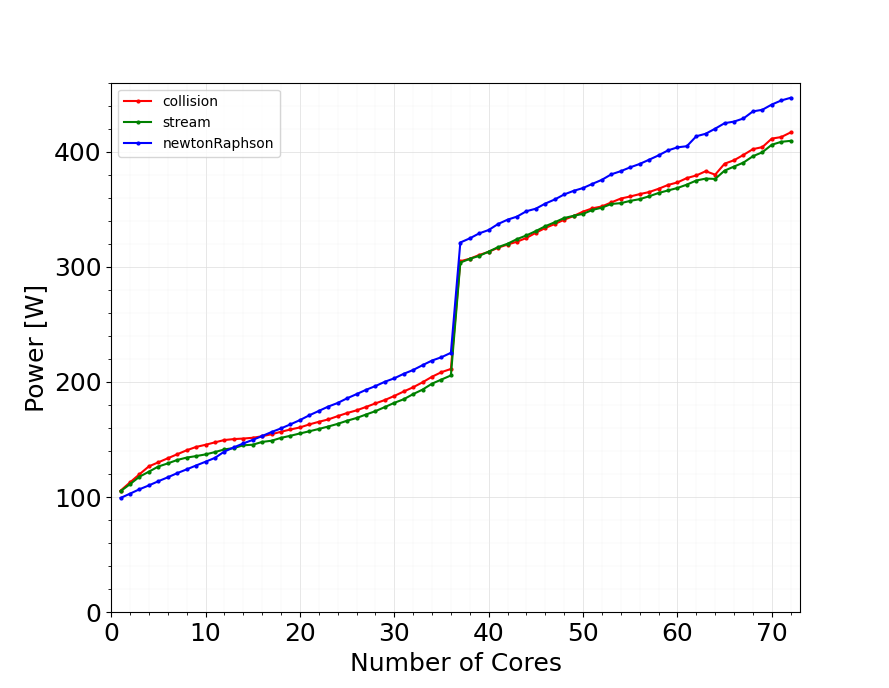 collision
stream
newtonRaphson
Power [W]
400
300
200
100
0
0 10 20 30 40 50 60 70
Number of Cores